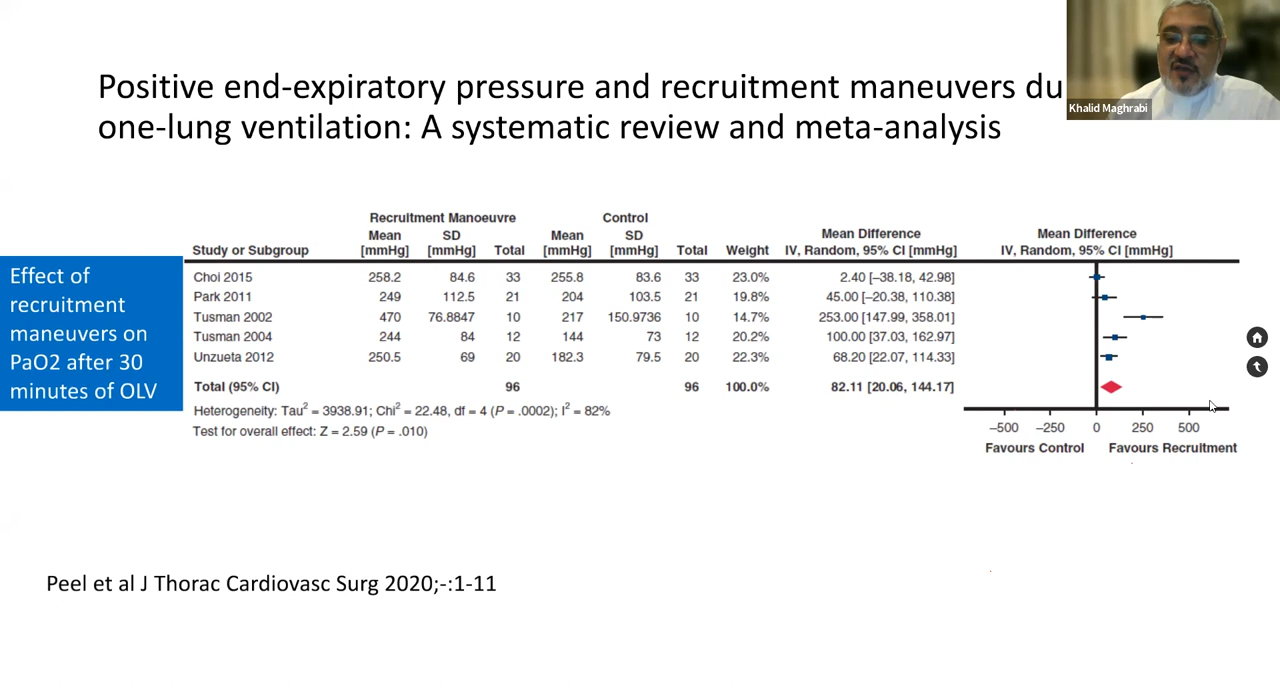 Positive end-expiratory pressure and recruitment maneuvers du
one-lung ventilation: A systematic review and meta-analysis
Khalid Maghrabi
Effect of
recruitment
maneuvers on
PaO2 after 30
minutes of OLV
Recruitment Manoeuvre Control
Mean SD Mean SD Mean Difference Mean Difference
Study or Subgroup [mmHg] [mmHg] Total [mmHg] [mmHg] Total Weight IV, Random, 95% CI [mmHg] IV, Random, 95% CI [mmHg]
Choi 2015 258.2 84.6 33 255.8 83.6 33 23.0% 2.40 [−38.18, 42.98]
Park 2011 249 112.5 21 204 103.5 21 19.8% 45.00 [−20.38, 110.38]
Tusman 2002 470 76.8847 10 217 150.9736 10 14.7% 253.00 [147.99, 358.01]
Tusman 2004 244 84 12 144 73 12 20.2% 100.00 [37.03, 162.97]
Unzueta 2012 250.5 69 20 182.3 79.5 20 22.3% 68.20 [22.07, 114.33]
Total (95% CI) 96 96 100.0% 82.11 [20.06, 144.17]
Heterogeneity: Tau² = 3938.91; Chi² = 22.48, df = 4 (P = .0002); I² = 82%
Test for overall effect: Z = 2.59 (P = .010)
−500 −250 0 250 500
Favours Control Favours Recruitment
Peel et al J Thorac Cardiovasc Surg 2020;-:1-11